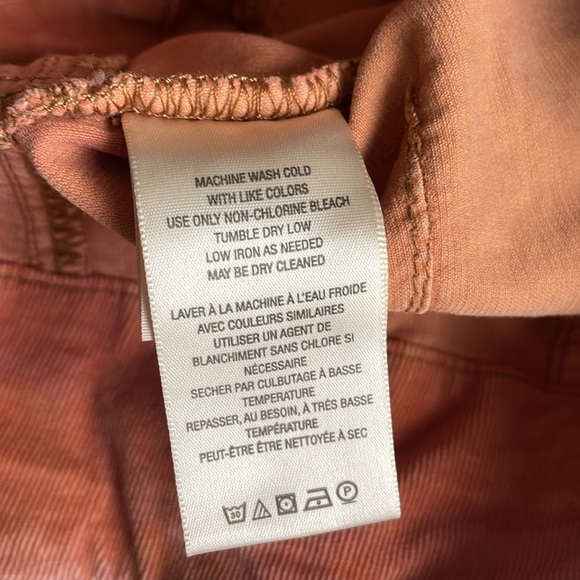 MACHINE WASH COLD
WITH LIKE COLORS
USE ONLY NON-CHLORINE BLEACH
TUMBLE DRY LOW
LOW IRON AS NEEDED
MAY BE DRY CLEANED
LAVER À LA MACHINE À L'EAU FROIDE
AVEC COULEURS SIMILAIRES
UTILISER UN AGENT DE
BLANCHIMENT SANS CHLORE SI
NÉCESSAIRE
SECHER PAR CULBUTAGE À BASSE
TEMPERATURE
REPASSER, AU BESOIN, À TRÉS BASSE
TEMPÉRATURE
PEUT-ÊTRE ÊTRE NETTOYÉE À SEC
30 P